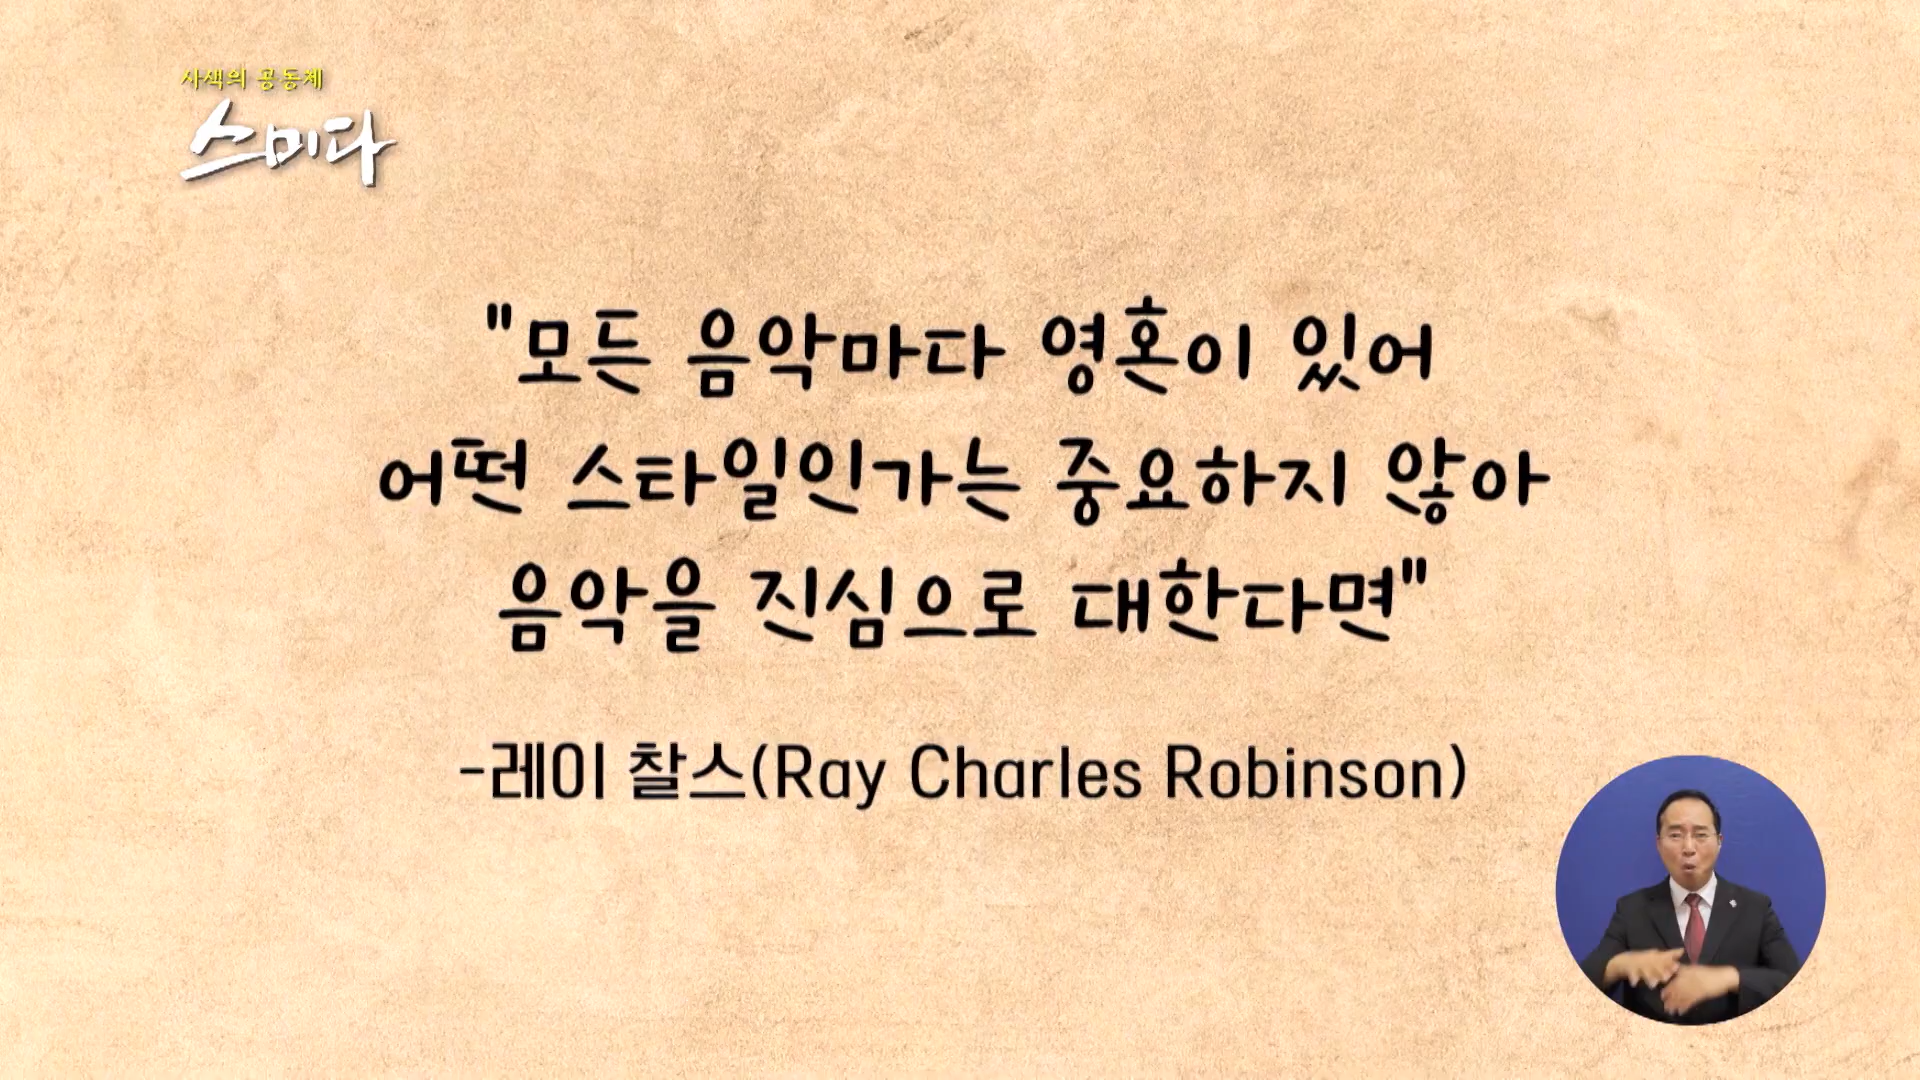 사색의 공동체
스미다
"모든 음악마다 영혼이 있어
어떤 스타일인가는 중요하지 않아
음악을 진심으로 대한다면"
-레이 찰스(Ray Charles Robinson)